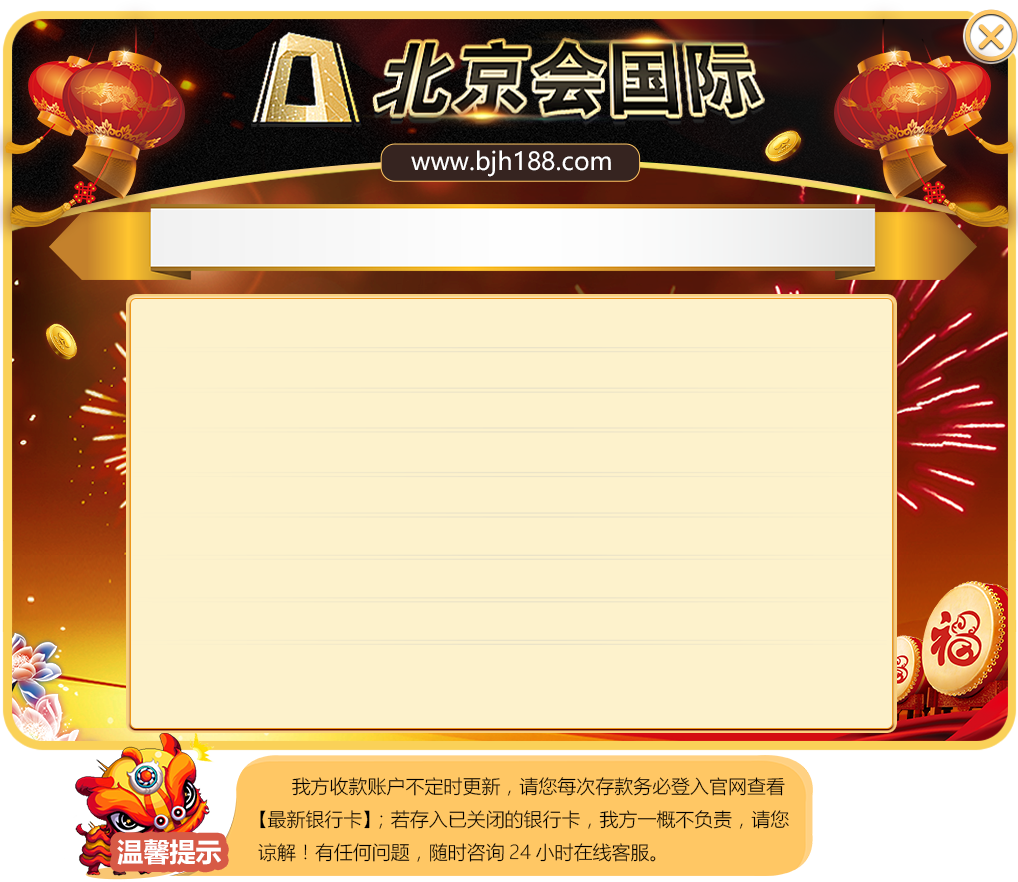 北京会国际
www.bjh188.com
福
福
我方收款账户不定时更新，请您每次存款务必登入官网查看
【最新银行卡】；若存入已关闭的银行卡，我方一概不负责，请您
谅解！有任何问题，随时咨询 24 小时在线客服。
温馨提示